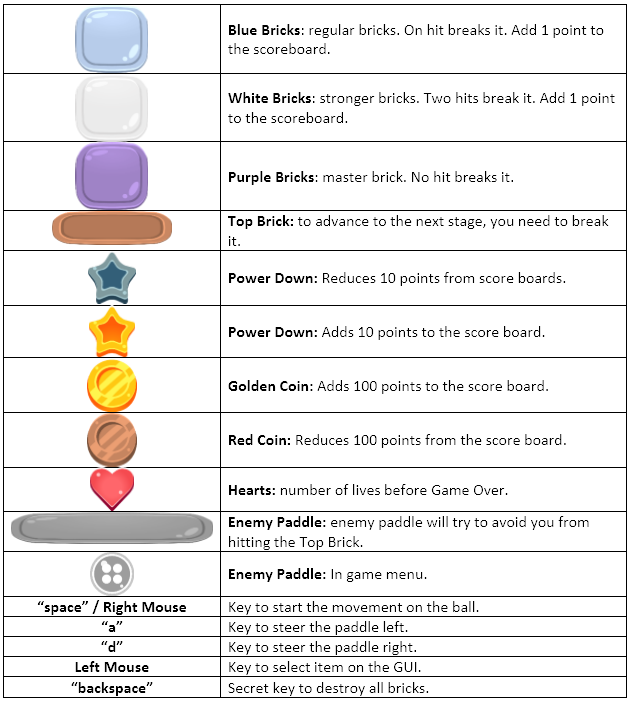 Blue Bricks: regular bricks. On hit breaks it. Add 1 point to
the scoreboard.
White Bricks: stronger bricks. Two hits break it. Add 1 point
to the scoreboard.
Purple Bricks: master brick. No hit breaks it.
Top Brick: to advance to the next stage, you need to break
it.
Power Down: Reduces 10 points from score boards.
Power Down: Adds 10 points to the score board.
Golden Coin: Adds 100 points to the score board.
Red Coin: Reduces 100 points from the score board.
Hearts: number of lives before Game Over.
Enemy Paddle: enemy paddle will try to avoid you from
hitting the Top Brick.
Enemy Paddle: In game menu.
“space” / Right Mouse Key to start the movement on the ball.
“a” Key to steer the paddle left.
“d” Key to steer the paddle right.
Left Mouse Key to select item on the GUI.
“backspace” Secret key to destroy all bricks.